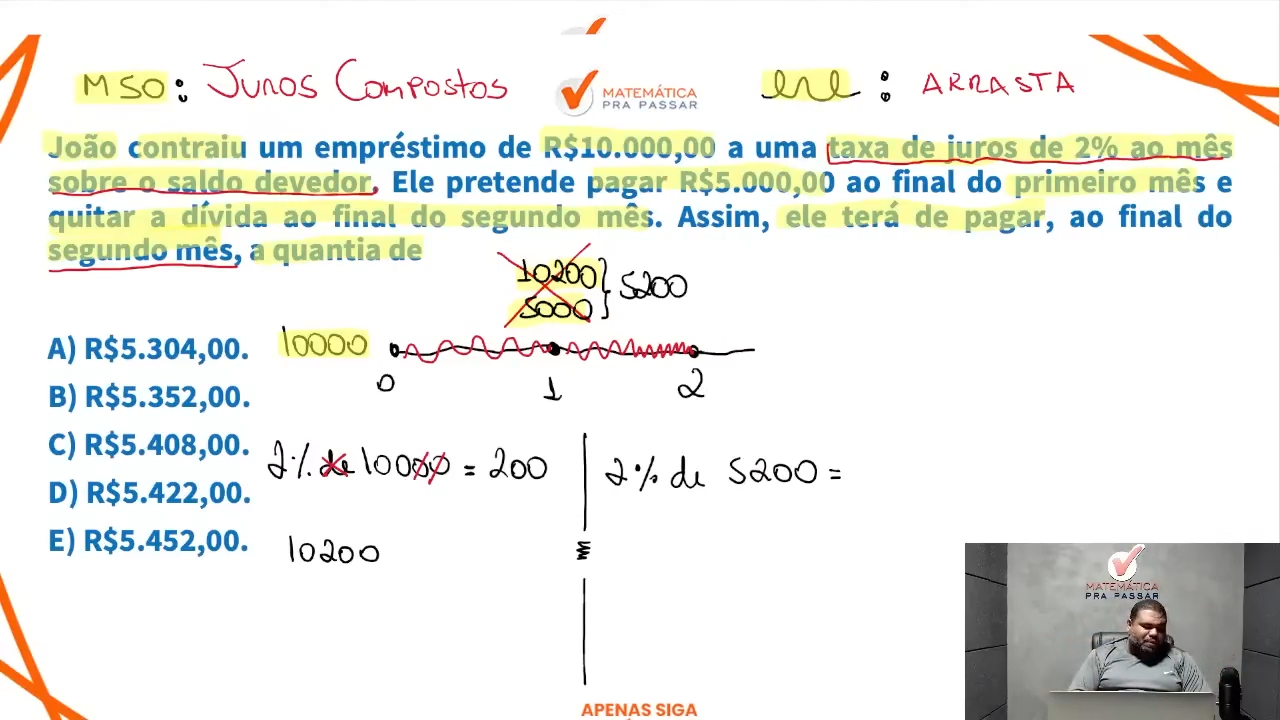 MSO: JUROS COMPOSTOS
MATEMÁTICA
PRA PASSAR
: ARRASTA
João contraiu um empréstimo de R$10.000,00 a uma taxa de juros de 2% ao mês
sobre o saldo devedor. Ele pretende pagar R$5.000,00 ao final do primeiro mês e
quitar a dívida ao final do segundo mês. Assim, ele terá de pagar, ao final do
segundo mês, a quantia de
10200
5000
} 5200
A) R$5.304,00.
10000
0 1 2
B) R$5.352,00.
C) R$5.408,00.
2% de 10000 = 200
2% de 5200 =
D) R$5.422,00.
E) R$5.452,00.
10200
MATEMÁTICA
PRA PASSAR
APENAS SIGA